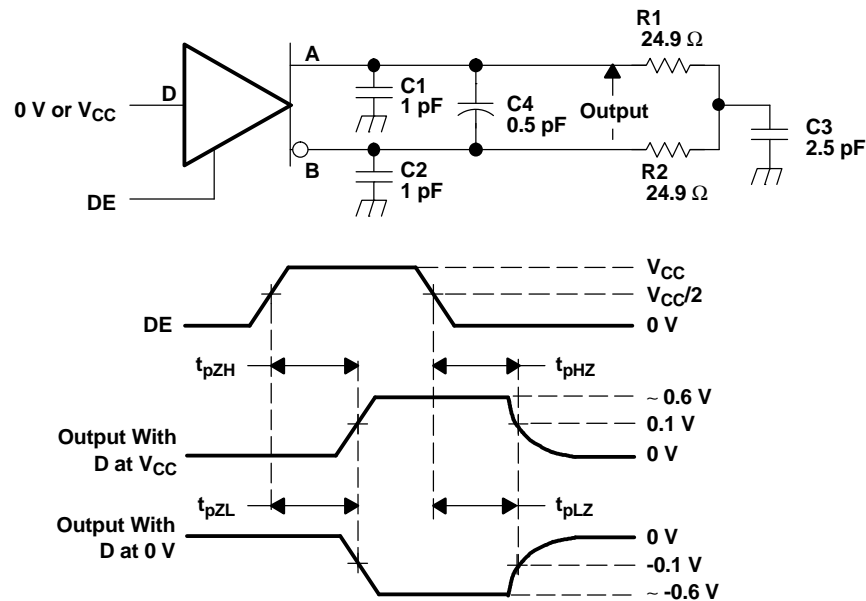 R1
24.9 Ω
A
D
0 V or VCC
C1
1 pF
C4
0.5 pF
Output
C3
2.5 pF
B
C2
1 pF
R2
24.9 Ω
DE
VCC
VCC/2
DE
0 V
tpZH
tpHZ
~ 0.6 V
0.1 V
Output With
D at VCC
0 V
tpZL
tpLZ
Output With
D at 0 V
0 V
-0.1 V
~ -0.6 V